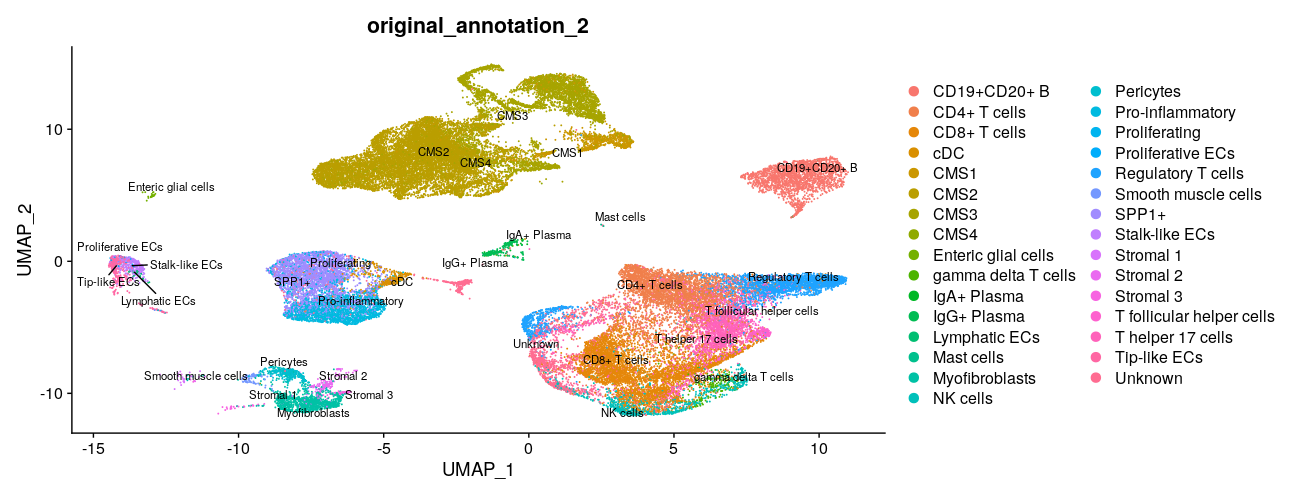 original_annotation_2
CMS3
CMS2
CMS4
CMS1
CD19+CD20+ B
Enteric glial cells
Mast cells
IgA+ Plasma
Proliferative ECs
Stalk-like ECs
Tip-like ECs
Lymphatic ECs
Proliferating
SPP1+
cDC
Pro-inflammatory
IgG+ Plasma
CD4+ T cells
Regulatory T cells
T follicular helper cells
Unknown
T helper 17 cells
CD8+ T cells
gamma delta T cells
NK cells
Pericytes
Smooth muscle cells
Stromal 2
Stromal 1
Stromal 3
Myofibroblasts
10
0
-10
UMAP_2
-15
-10
-5
0
5
10
UMAP_1
CD19+CD20+ B
CD4+ T cells
CD8+ T cells
cDC
CMS1
CMS2
CMS3
CMS4
Enteric glial cells
gamma delta T cells
IgA+ Plasma
IgG+ Plasma
Lymphatic ECs
Mast cells
Myofibroblasts
NK cells
Pericytes
Pro-inflammatory
Proliferating
Proliferative ECs
Regulatory T cells
Smooth muscle cells
SPP1+
Stalk-like ECs
Stromal 1
Stromal 2
Stromal 3
T follicular helper cells
T helper 17 cells
Tip-like ECs
Unknown